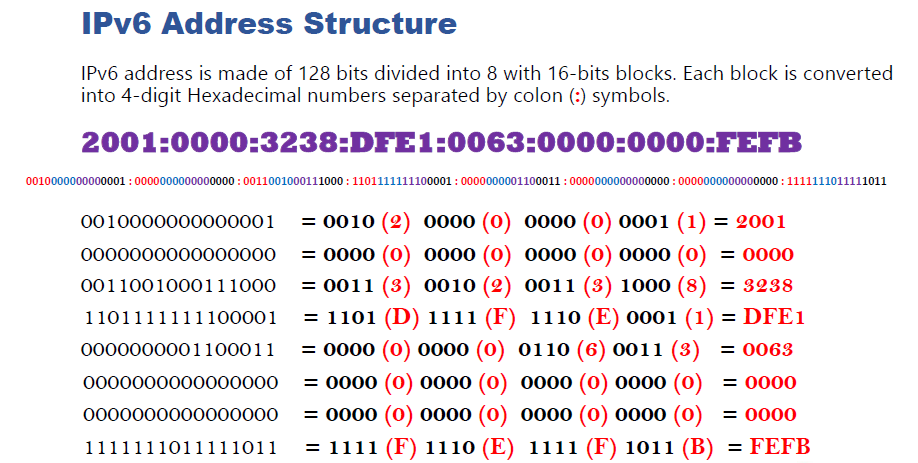 IPv6 Address Structure
IPv6 address is made of 128 bits divided into 8 with 16-bits blocks. Each block is converted
into 4-digit Hexadecimal numbers separated by colon (:) symbols.
2001:0000:3238:DFE1:0063:0000:0000:FEFB
0010000000000001 : 0000000000000000 : 0011001000111000 : 1101111111100001 : 0000000001100011 : 0000000000000000 : 0000000000000000 : 1111111011111011
0010000000000001 = 0010 (2) 0000 (0) 0000 (0) 0001 (1) = 2001
0000000000000000 = 0000 (0) 0000 (0) 0000 (0) 0000 (0) = 0000
0011001000111000 = 0011 (3) 0010 (2) 0011 (3) 1000 (8) = 3238
1101111111100001 = 1101 (D) 1111 (F) 1110 (E) 0001 (1) = DFE1
0000000001100011 = 0000 (0) 0000 (0) 0110 (6) 0011 (3) = 0063
0000000000000000 = 0000 (0) 0000 (0) 0000 (0) 0000 (0) = 0000
0000000000000000 = 0000 (0) 0000 (0) 0000 (0) 0000 (0) = 0000
1111111011111011 = 1111 (F) 1110 (E) 1111 (F) 1011 (B) = FEFB